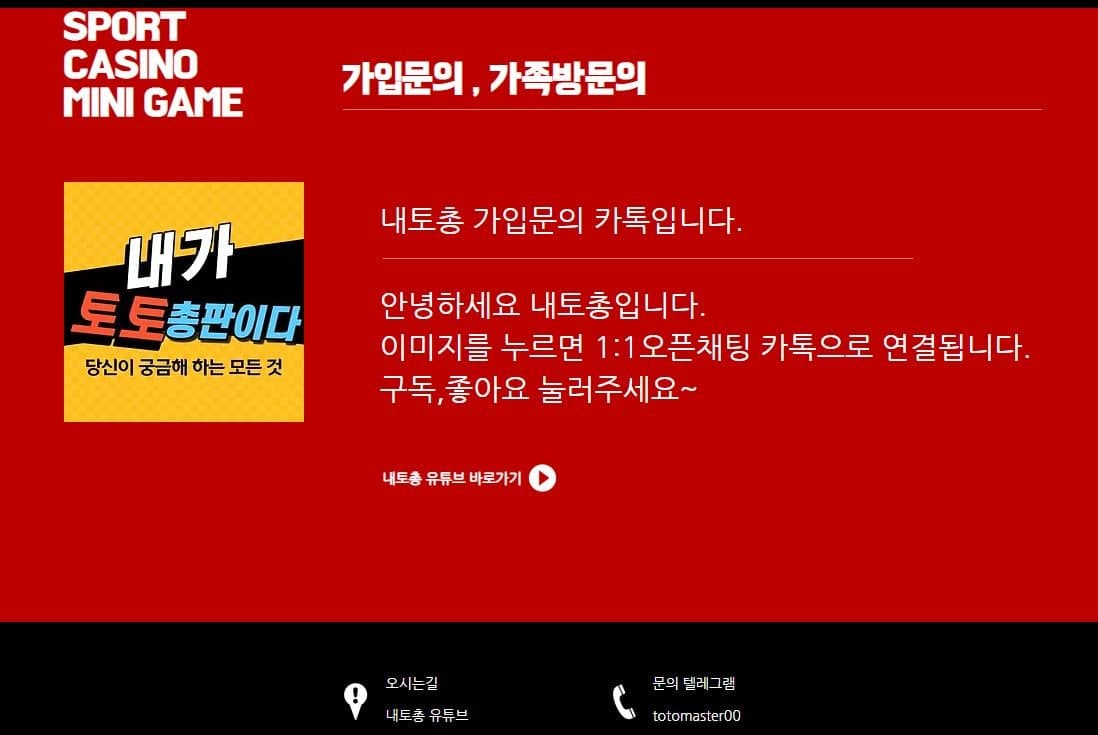 SPORT
CASINO
MINI GAME
가입문의 , 가족방문의
내가
토토총판이다
당신이 궁금해 하는 모든 것
내토총 가입문의 카톡입니다.
안녕하세요 내토총입니다.
이미지를 누르면 1:1오픈채팅 카톡으로 연결됩니다.
구독,좋아요 눌러주세요~
내토총 유튜브 바로가기
오시는길
내토총 유튜브
문의 텔레그램
totomaster00